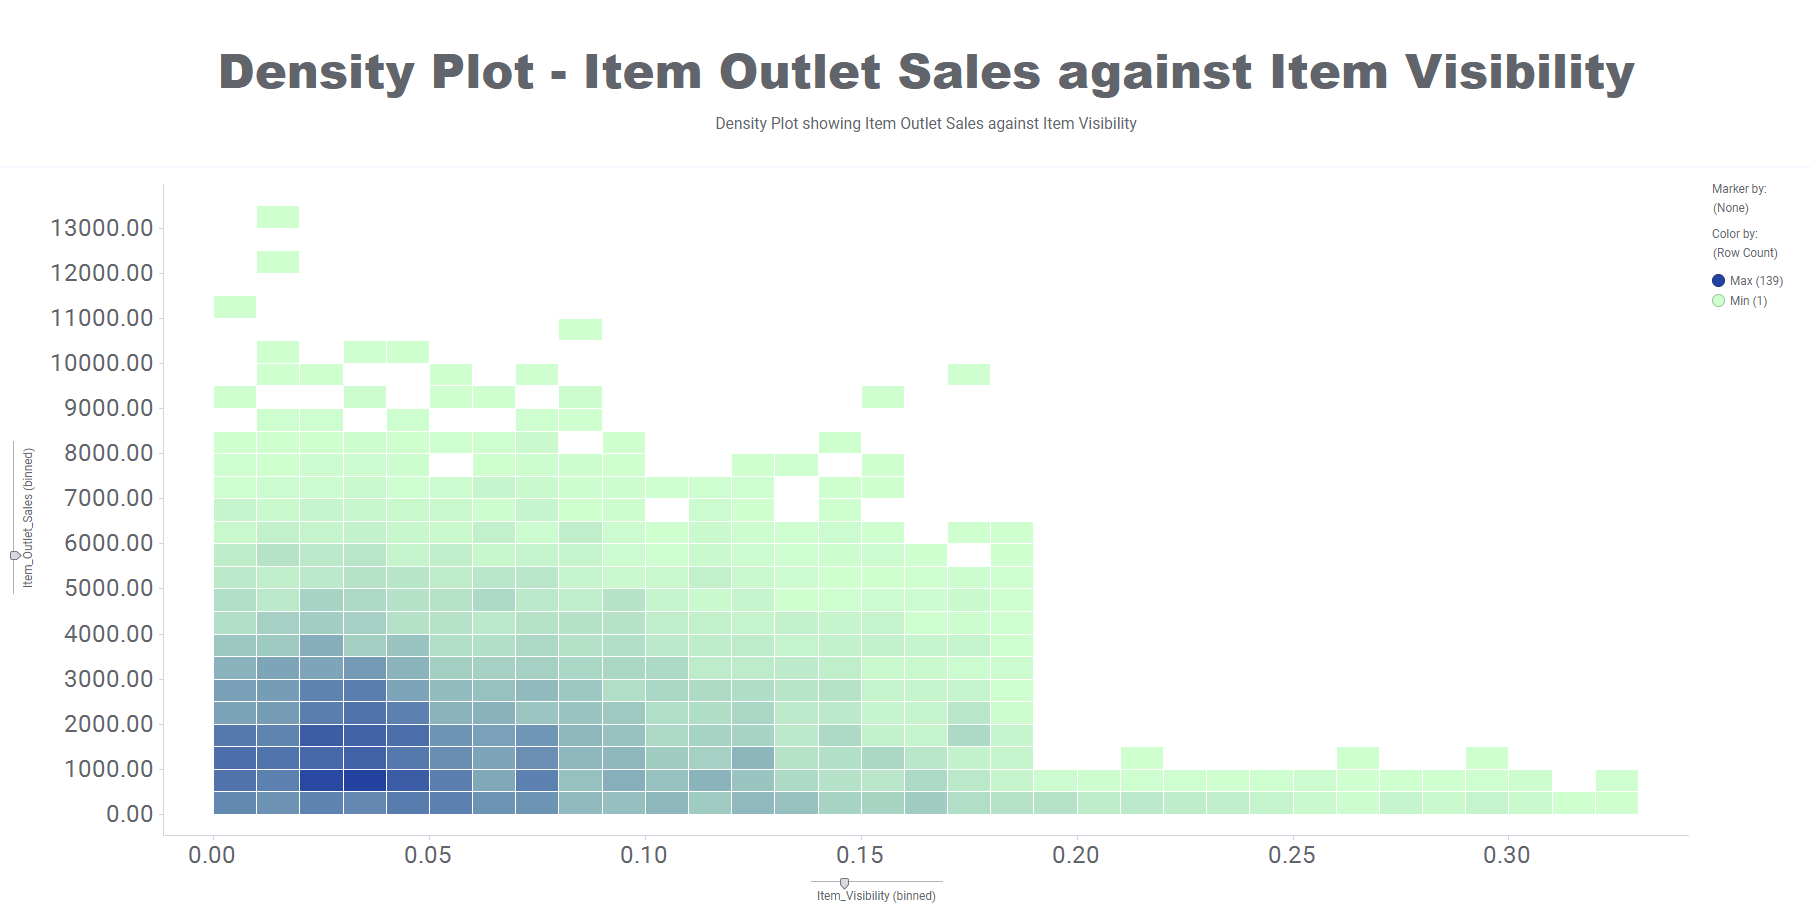 Density Plot - Item Outlet Sales against Item Visibility
Density Plot showing Item Outlet Sales against Item Visibility
Marker by:
(None)
Color by:
(Row Count)
Max (139)
Min (1)
Item_Outlet_Sales (binned)
13000.00
12000.00
11000.00
10000.00
9000.00
8000.00
7000.00
6000.00
5000.00
4000.00
3000.00
2000.00
1000.00
0.00
0.00 0.05 0.10 0.15 0.20 0.25 0.30
Item_Visibility (binned)